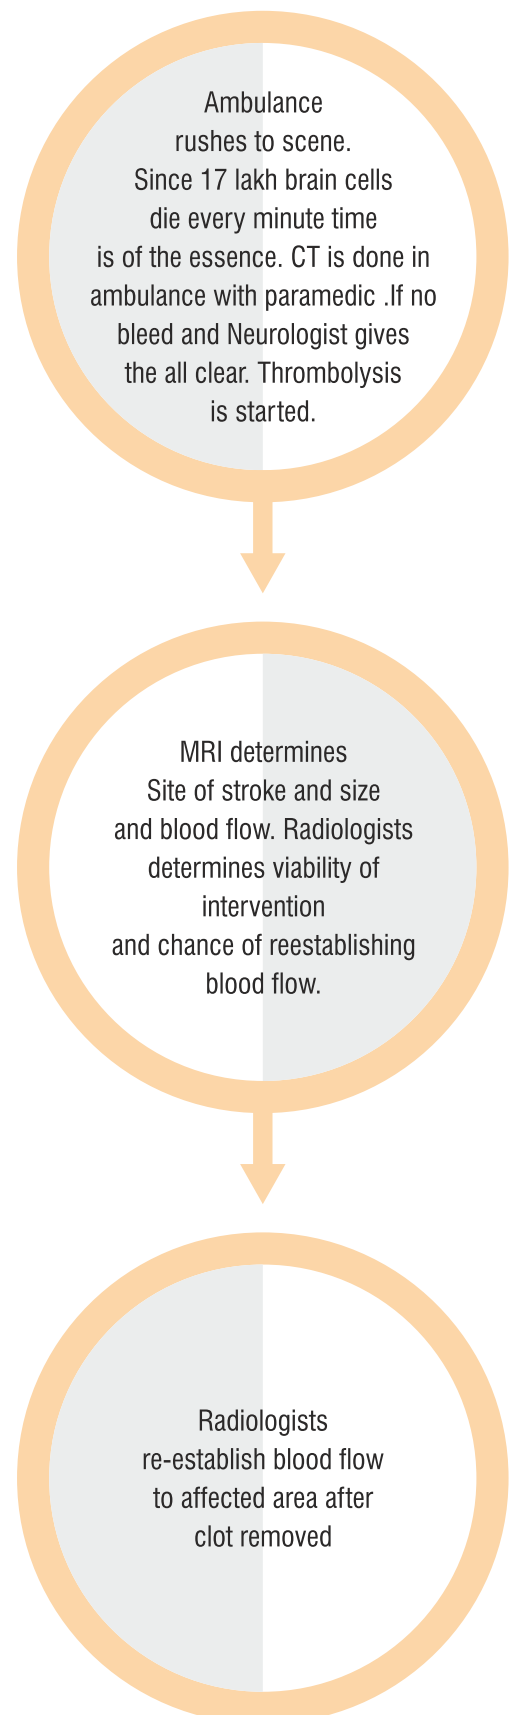 Ambulance
rushes to scene.
Since 17 lakh brain cells
die every minute time
is of the essence. CT is done in
ambulance with paramedic .If no
bleed and Neurologist gives
the all clear. Thrombolysis
is started.
MRI determines
Site of stroke and size
and blood flow. Radiologists
determines viability of
intervention
and chance of reestablishing
blood flow.
Radiologists
re-establish blood flow
to affected area after
clot removed